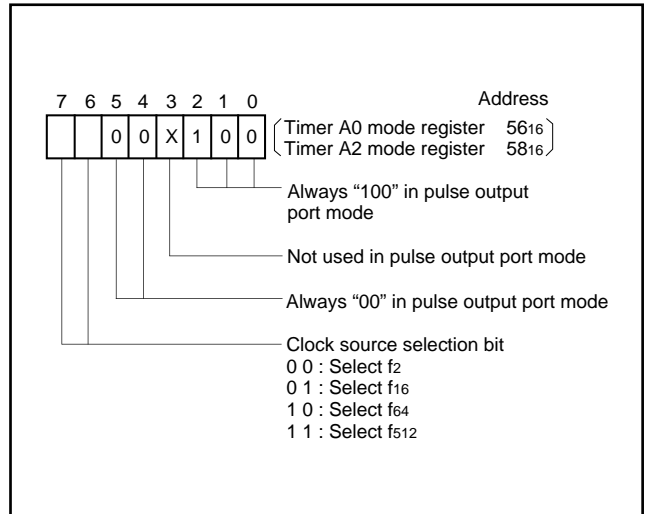 7 6 5 4 3 2 1 0 Address
0 0 X 1 0 0 Timer A0 mode register 5616
Timer A2 mode register 5816
Always “100” in pulse output
port mode
Not used in pulse output port mode
Always “00” in pulse output port mode
Clock source selection bit
0 0 : Select f2
0 1 : Select f16
1 0 : Select f64
1 1 : Select f512